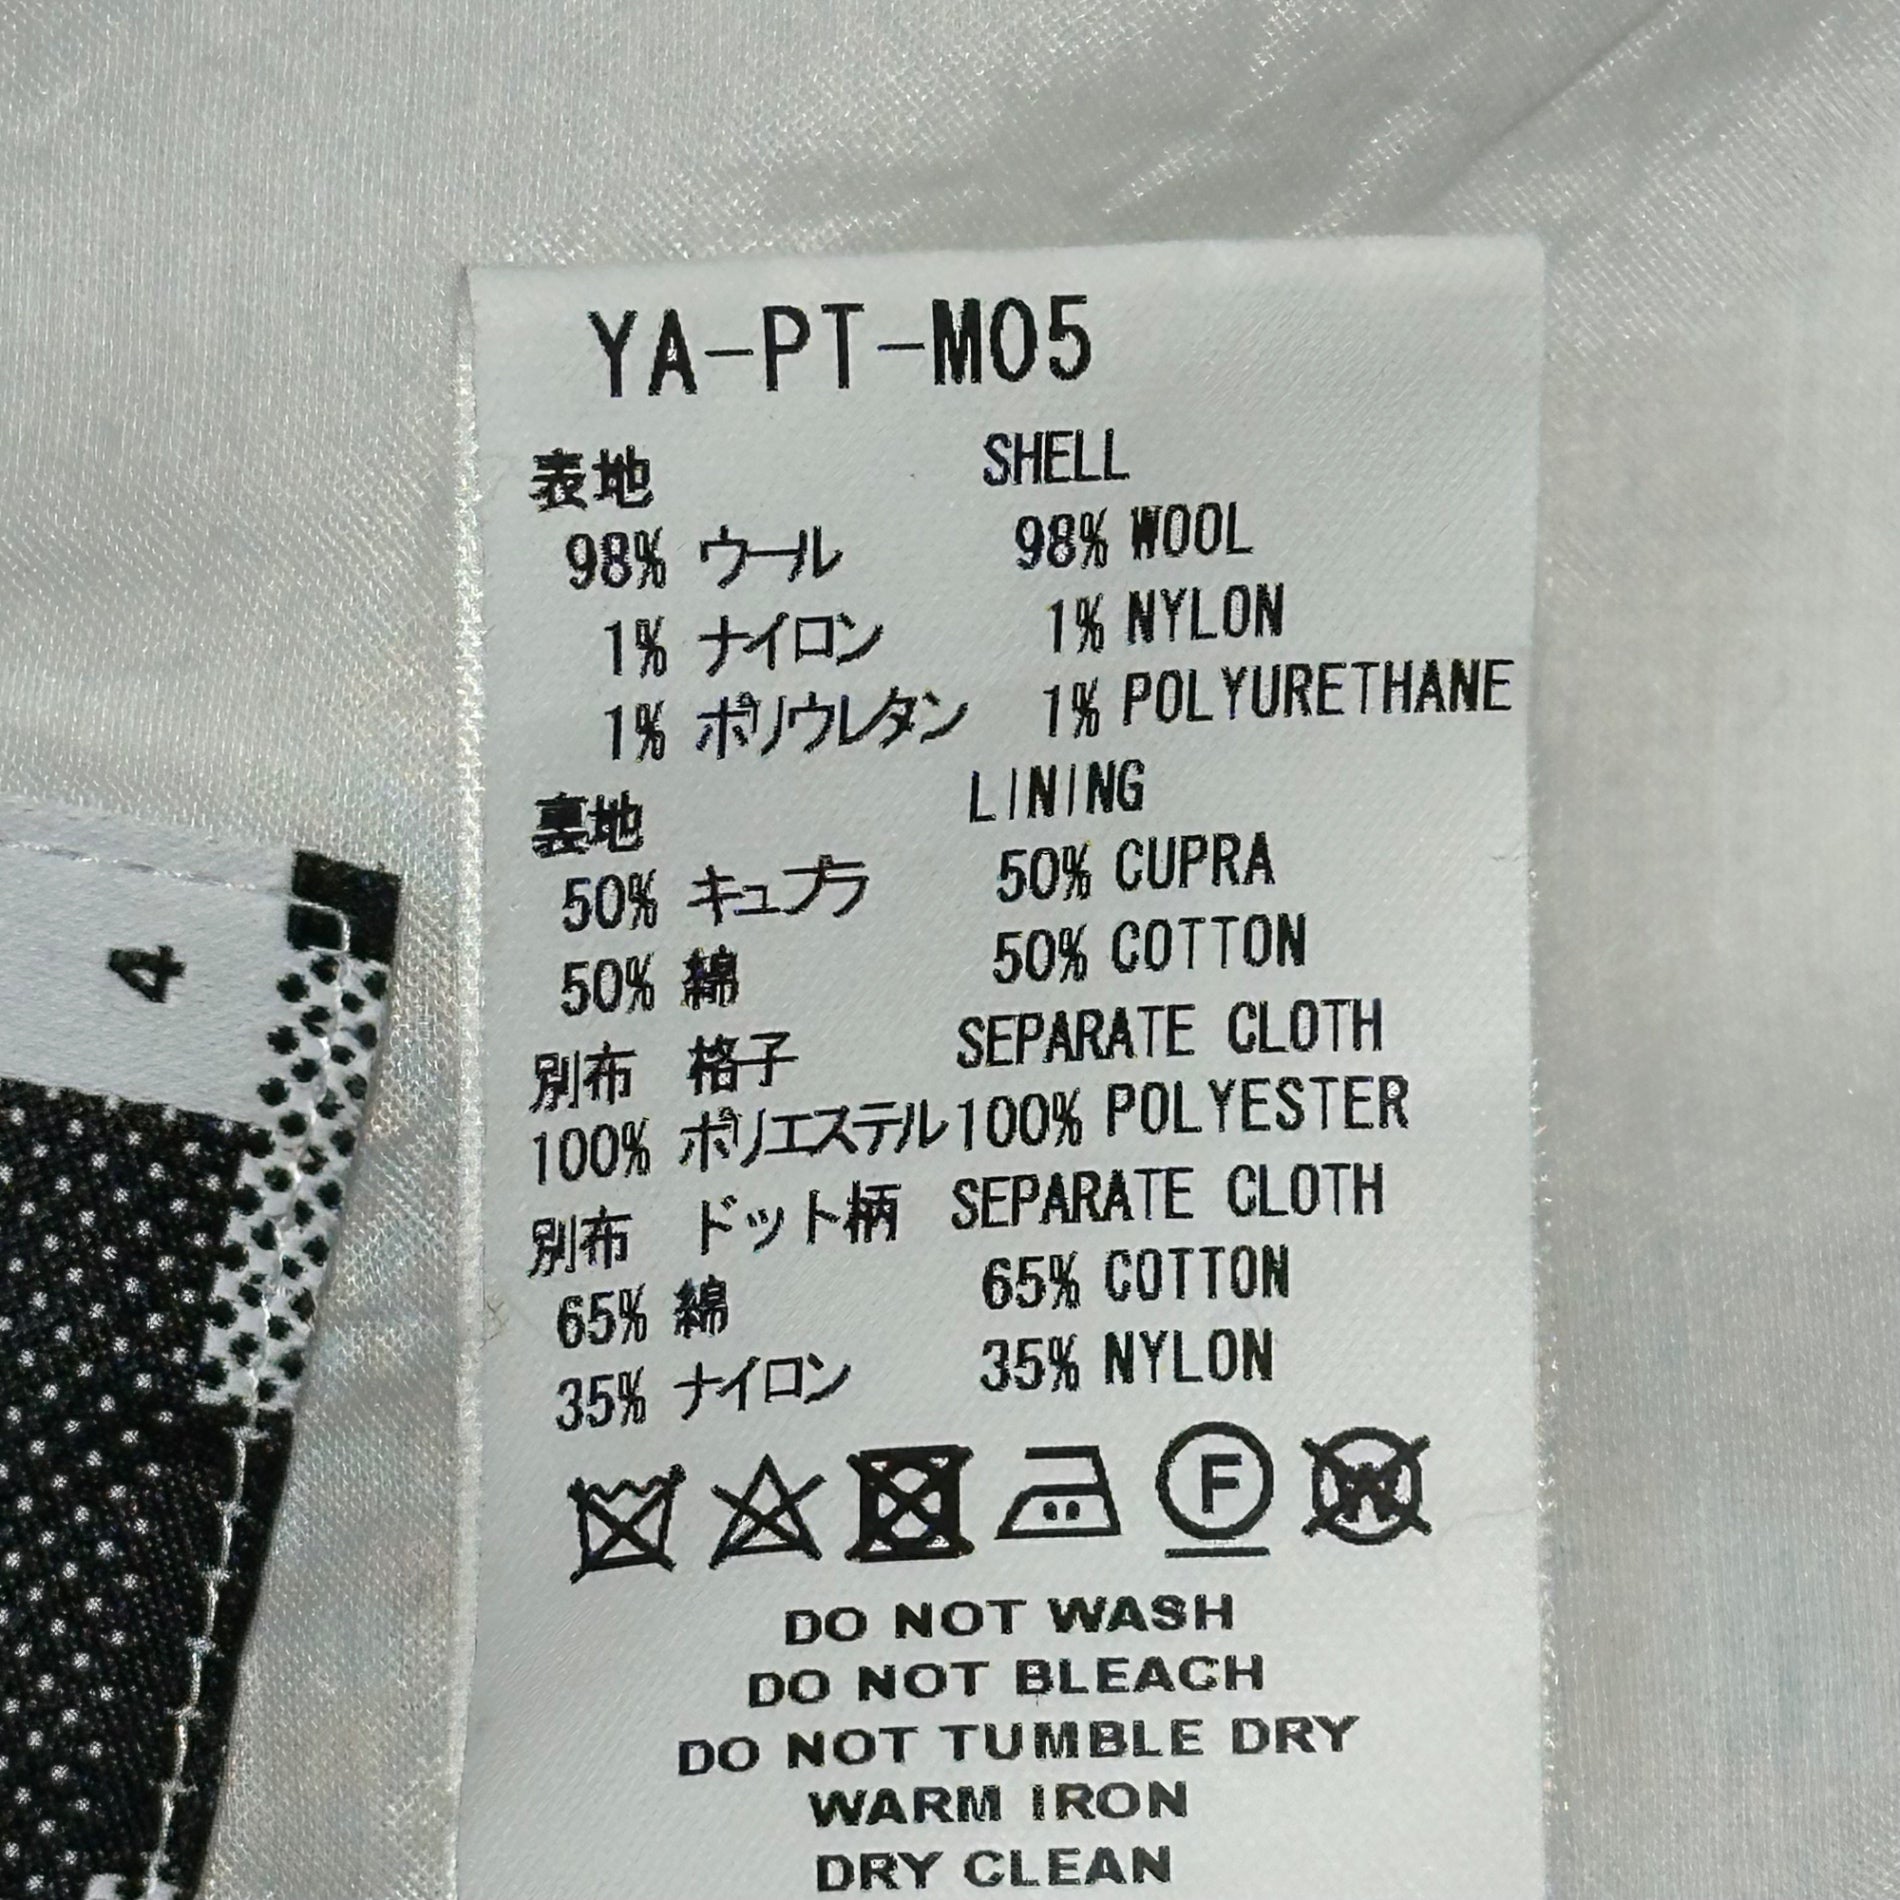 YA-PT-M05
表地 SHELL
98% ウール 98% WOOL
1% ナイロン 1% NYLON
1% ポリウレタン 1% POLYURETHANE
裏地 LINING
50% キュプラ 50% CUPRA
50% 綿 50% COTTON
別布 格子 SEPARATE CLOTH
100% ポリエステル 100% POLYESTER
別布 ドット柄 SEPARATE CLOTH
65% 綿 65% COTTON
35% ナイロン 35% NYLON
F W
DO NOT WASH
DO NOT BLEACH
DO NOT TUMBLE DRY
WARM IRON
DRY CLEAN
4